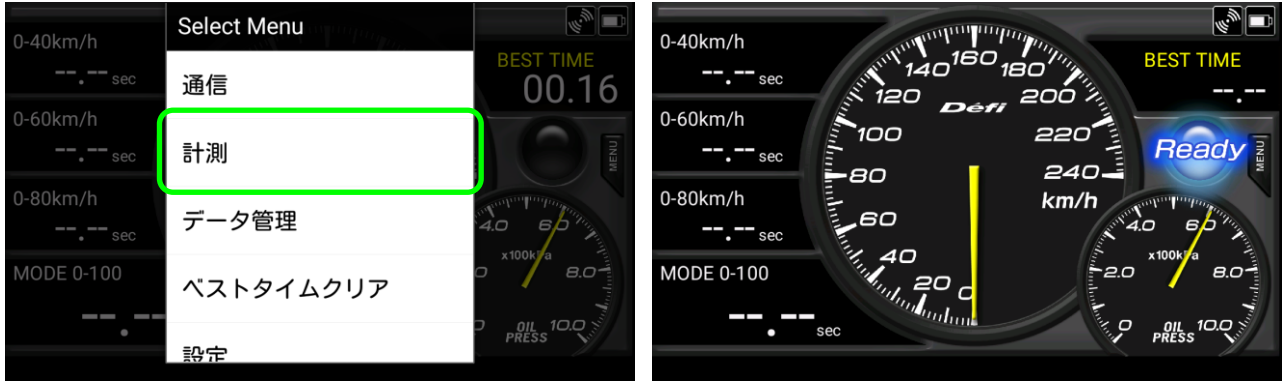 Select Menu
0-40km/h
--.-- sec
通信
BEST TIME
00.16
0-60km/h
--.-- sec
計測
MENU
0-80km/h
--.-- sec
データ管理
4.0
6.0
x100k a
8.0
MODE 0-100
ベストタイムクリア
OIL
10.0
PRESS
設定
0-40km/h
--.-- sec
BEST TIME
--.--
0-60km/h
--.-- sec
Ready
MENU
0-80km/h
--.-- sec
MODE 0-100
--.-- sec
Défi
0
20
40
60
80
100
120
140
160
180
200
220
240
km/h
0
2.0
4.0
6.0
8.0
10.0
x100k a
OIL
PRESS